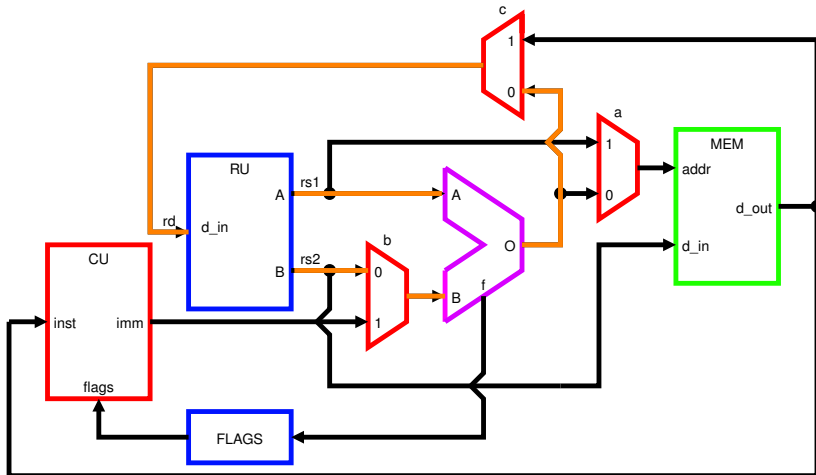 c
1
0
a
1
0
MEM
addr
d_out
d_in
RU
A
rs1
d_in
rd
B
rs2
A
O
B
f
b
0
1
CU
inst
imm
flags
FLAGS